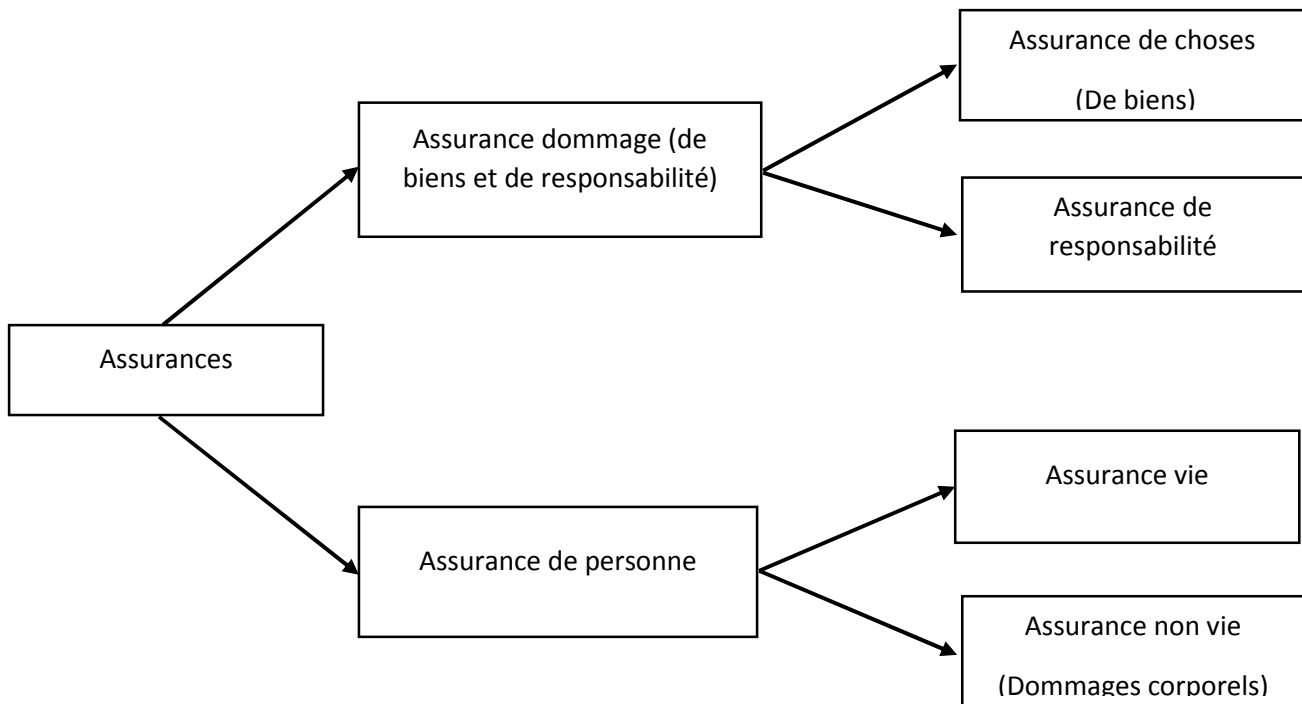 Assurance de choses
(De biens)
Assurance dommage (de
biens et de responsabilité)
Assurance de
responsabilité
Assurances
Assurance vie
Assurance de personne
Assurance non vie
(Dommages corporels)